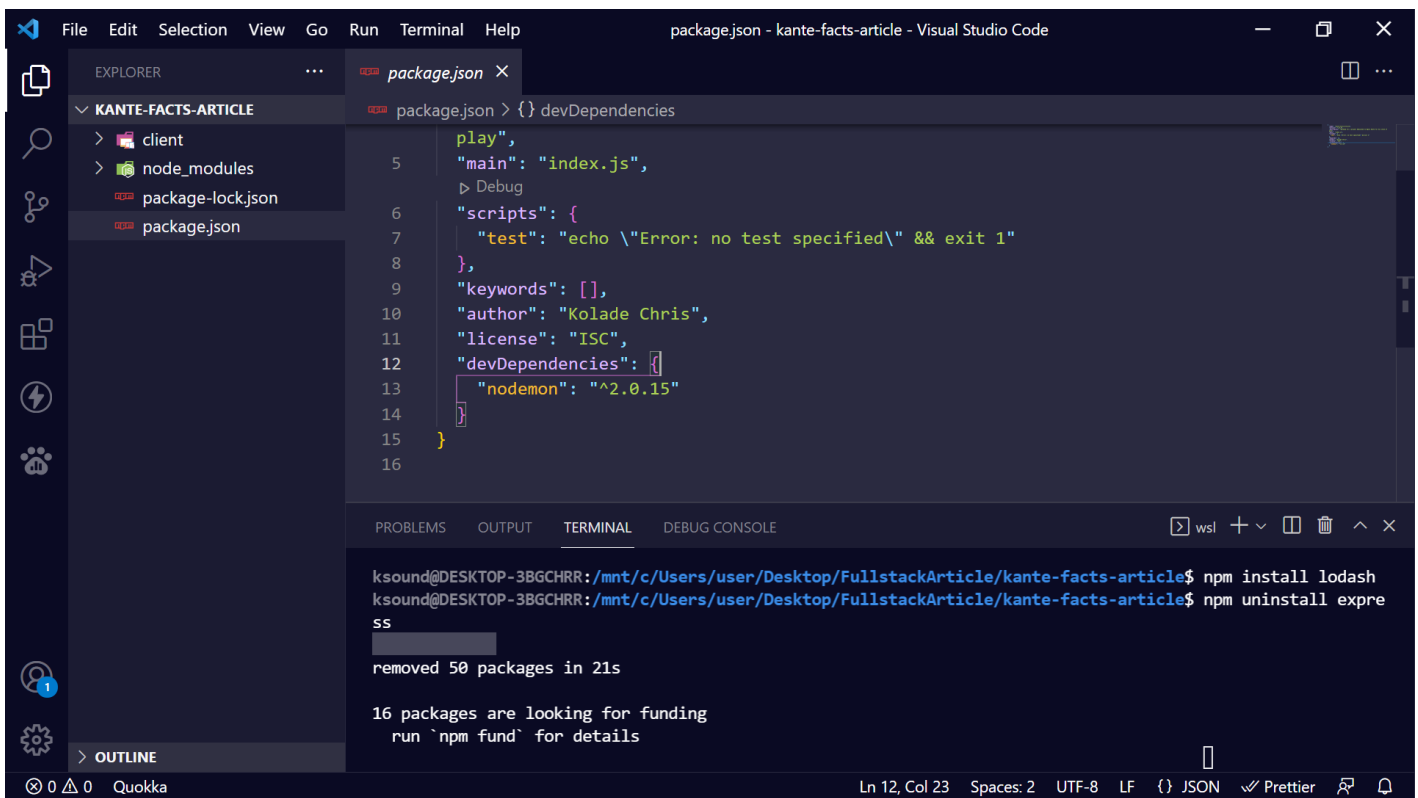 File Edit Selection View Go Run Terminal Help package.json - kante-facts-article - Visual Studio Code
EXPLORER
KANTE-FACTS-ARTICLE
client
node_modules
package-lock.json
package.json
OUTLINE
package.json
package.json > {} devDependencies
play",
5 "main": "index.js",
Debug
6 "scripts": {
7 "test": "echo \"Error: no test specified\" && exit 1"
8 },
9 "keywords": [],
10 "author": "Kolade Chris",
11 "license": "ISC",
12 "devDependencies": {
13 "nodemon": "^2.0.15"
14 }
15 }
16
PROBLEMS OUTPUT TERMINAL DEBUG CONSOLE wsl
ksound@DESKTOP-3BGCHRR:/mnt/c/Users/user/Desktop/FullstackArticle/kante-facts-article$ npm install lodash
ksound@DESKTOP-3BGCHRR:/mnt/c/Users/user/Desktop/FullstackArticle/kante-facts-article$ npm uninstall expre
ss
removed 50 packages in 21s
16 packages are looking for funding
run `npm fund` for details
1
0 0 Quokka Ln 12, Col 23 Spaces: 2 UTF-8 LF {} JSON Prettier